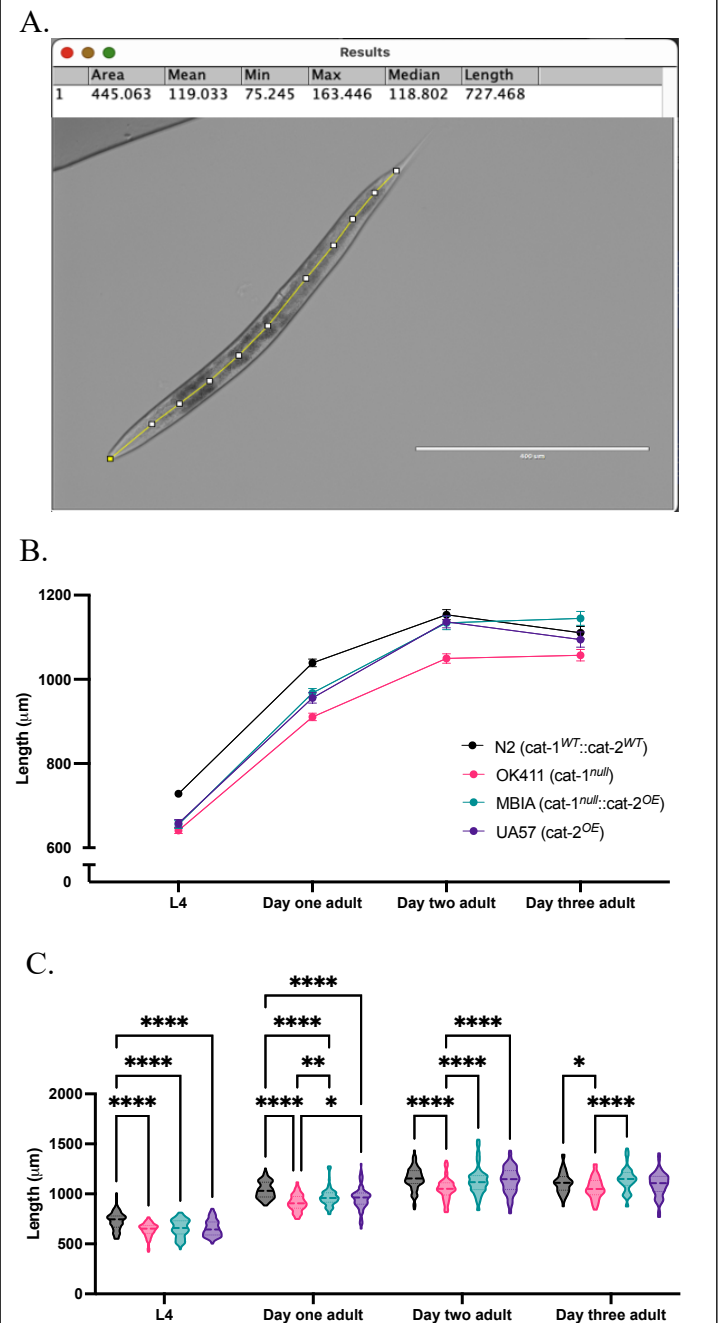 A.
Results
Area Mean Min Max Median Length
1 445.063 119.033 75.245 163.446 118.802 727.468
400 µm
B.
1200
1000
800
600
0
Length (µm)
N2 (cat-1WT::cat-2WT)
OK411 (cat-1null)
MBIA (cat-1null::cat-2OE)
UA57 (cat-2OE)
L4 Day one adult Day two adult Day three adult
C.
****
**** ****
**** **** ** **** * 
**** **** * **** ****
2000
1500
1000
500
0
Length (µm)
L4 Day one adult Day two adult Day three adult